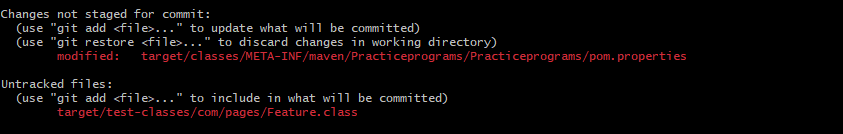 Changes not staged for commit:
  (use "git add <file>..." to update what will be committed)
  (use "git restore <file>..." to discard changes in working directory)
        modified:   target/classes/META-INF/maven/Practiceprograms/Practiceprograms/pom.properties

Untracked files:
  (use "git add <file>..." to include in what will be committed)
        target/test-classes/com/pages/Feature.class